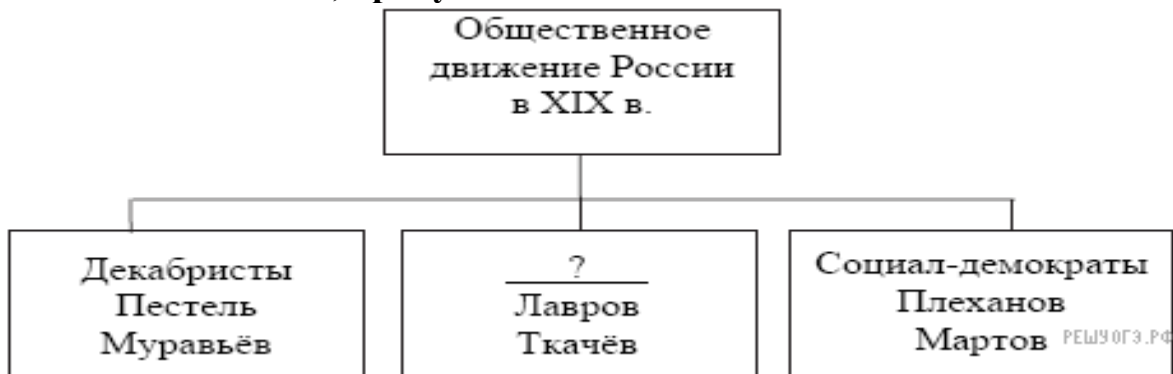 Общественное
движение России
в XIX в.
Декабристы
Пестель
Муравьёв
?
Лавров
Ткачёв
Социал-демократы
Плеханов
Мартов
РЕШУОГЭ.РФ